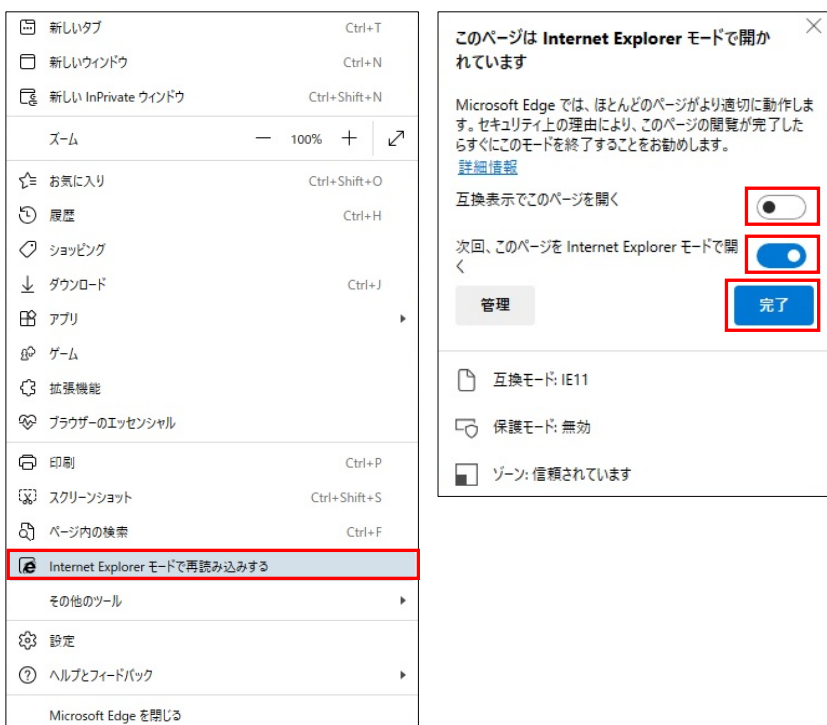 新しいタブ Ctrl+T
新しいウィンドウ Ctrl+N
新しい InPrivate ウィンドウ Ctrl+Shift+N
ズーム — 100% +
お気に入り Ctrl+Shift+O
履歴 Ctrl+H
ショッピング
ダウンロード Ctrl+J
アプリ
ゲーム
拡張機能
ブラウザーのエッセンシャル
印刷 Ctrl+P
スクリーンショット Ctrl+Shift+S
ページ内の検索 Ctrl+F
Internet Explorer モードで再読み込みする
その他のツール
設定
ヘルプとフィードバック
Microsoft Edge を閉じる
このページは Internet Explorer モードで開か
れています
Microsoft Edge では、ほとんどのページがより適切に動作しま
す。セキュリティ上の理由により、このページの閲覧が完了した
らすぐにこのモードを終了することをお勧めします。
詳細情報
互換表示でこのページを開く
次回、このページを Internet Explorer モードで開
く
管理 完了
互換モード: IE11
保護モード: 無効
ゾーン: 信頼されています